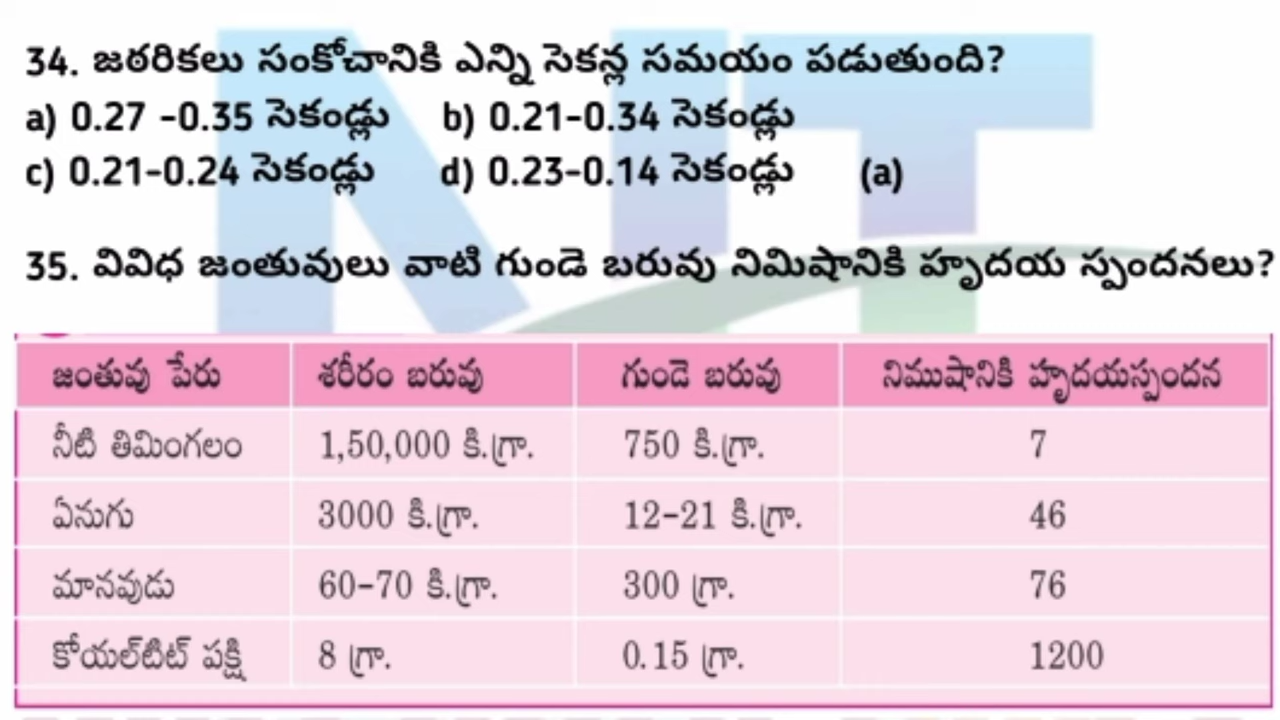 34. జఠరికలు సంకోచానికి ఎన్ని సెకన్ల సమయం పడుతుంది?
a) 0.27 -0.35 సెకండ్లు b) 0.21-0.34 సెకండ్లు
c) 0.21-0.24 సెకండ్లు d) 0.23-0.14 సెకండ్లు (a)
35. వివిధ జంతువులు వాటి గుండె బరువు నిమిషానికి హృదయ స్పందనలు?
జంతువు పేరు శరీరం బరువు గుండె బరువు నిముషానికి హృదయస్పందన
నీటి తిమింగలం 1,50,000 కి.గ్రా. 750 కి.గ్రా. 7
ఏనుగు 3000 కి.గ్రా. 12-21 కి.గ్రా. 46
మానవుడు 60-70 కి.గ్రా. 300 గ్రా. 76
కోయల్‌టిట్ పక్షి 8 గ్రా. 0.15 గ్రా. 1200